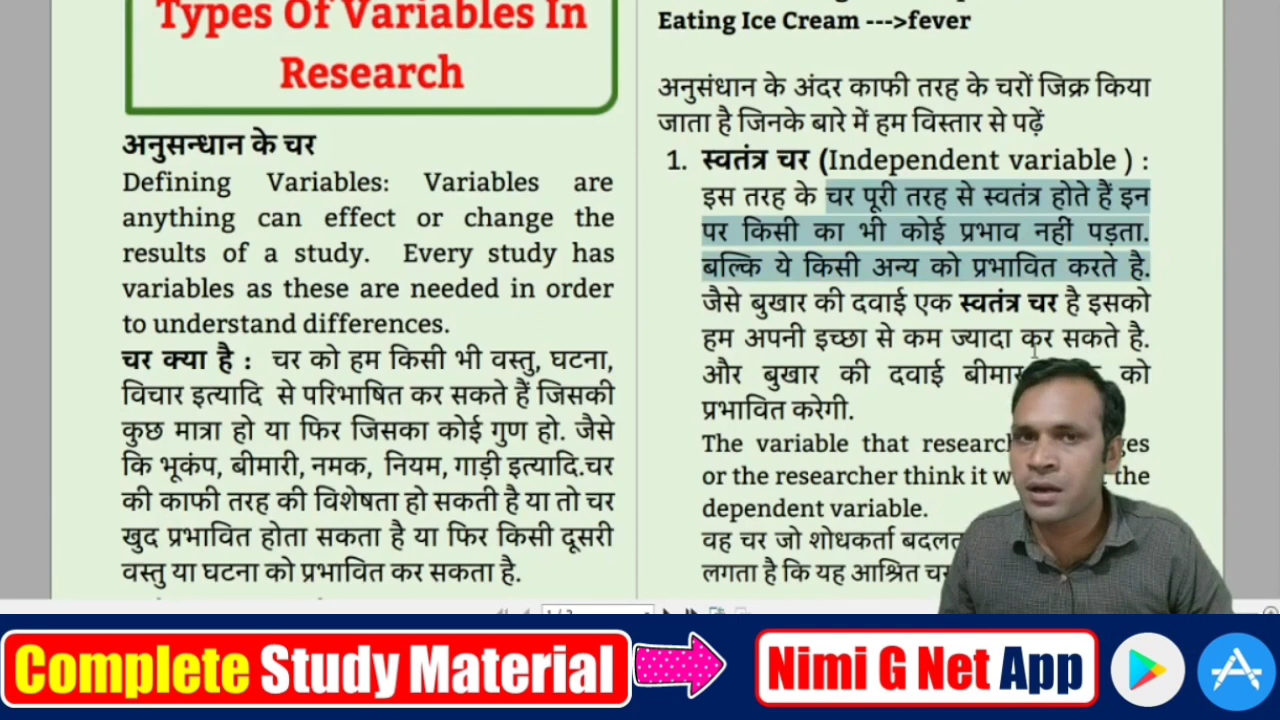 Types Of Variables In
Research
अनुसन्धान के चर
Defining Variables: Variables are
anything can effect or change the
results of a study. Every study has
variables as these are needed in order
to understand differences.
चर क्या है : चर को हम किसी भी वस्तु, घटना,
विचार इत्यादि से परिभाषित कर सकते हैं जिसकी
कुछ मात्रा हो या फिर जिसका कोई गुण हो. जैसे
कि भूकंप, बीमारी, नमक, नियम, गाड़ी इत्यादि.चर
की काफी तरह की विशेषता हो सकती है या तो चर
खुद प्रभावित होता सकता है या फिर किसी दूसरी
वस्तु या घटना को प्रभावित कर सकता है.
Eating Ice Cream --->fever
अनुसंधान के अंदर काफी तरह के चरों जिक्र किया
जाता है जिनके बारे में हम विस्तार से पढ़ें
1. स्वतंत्र चर (Independent variable ) :
इस तरह के चर पूरी तरह से स्वतंत्र होते हैं इन
पर किसी का भी कोई प्रभाव नहीं पड़ता.
बल्कि ये किसी अन्य को प्रभावित करते है.
जैसे बुखार की दवाई एक स्वतंत्र चर है इसको
हम अपनी इच्छा से कम ज्यादा कर सकते है.
और बुखार की दवाई को
प्रभावित करेगी.
The variable that
or the researcher think it the
dependent variable.
वह चर जो शोधकर्ता
लगता है कि यह आश्रित
Complete Study Material
Nimi G Net App